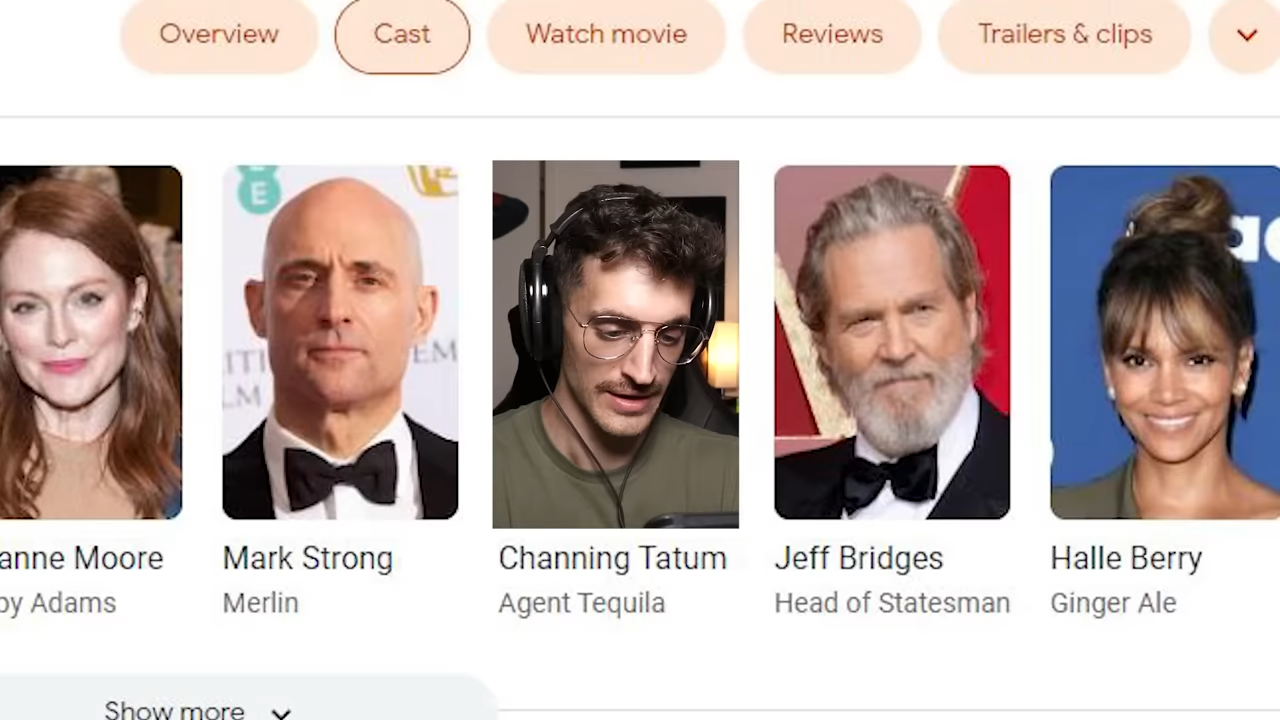 Overview Cast Watch movie Reviews Trailers & clips
E
E
anne Moore Mark Strong Channing Tatum Jeff Bridges Halle Berry
by Adams Merlin Agent Tequila Head of Statesman Ginger Ale
Show more